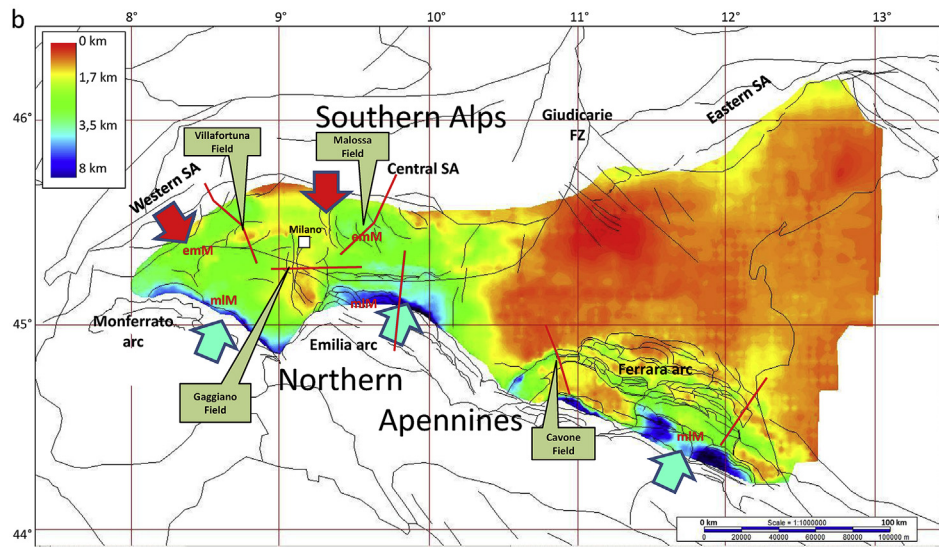 b
8° 9° 10° 11° 12° 13°
0 km
1,7 km
3,5 km
8 km
46°
45°
44°
Southern Alps
Giudicarie
FZ
Eastern SA
Villafortuna
Field
Malossa
Field
Central SA
Western SA
Milano
emM
emM
mlM
mlM
Monferrato
arc
Emilia arc
Ferrara arc
Northern
Apennines
Gaggiano
Field
Cavone
Field
mlM
0 km Scale = 1:1000000 100 km
0 20000 40000 60000 80000 100000 m